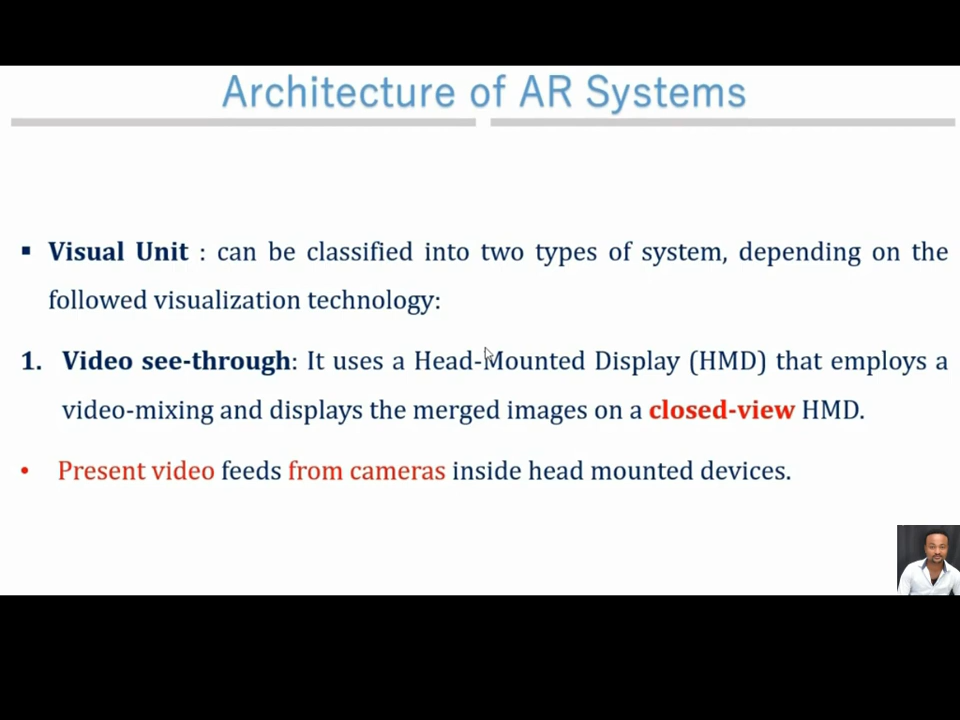 Architecture of AR Systems
▪ Visual Unit : can be classified into two types of system, depending on the
followed visualization technology:
1. Video see-through: It uses a Head-Mounted Display (HMD) that employs a
video-mixing and displays the merged images on a closed-view HMD.
• Present video feeds from cameras inside head mounted devices.